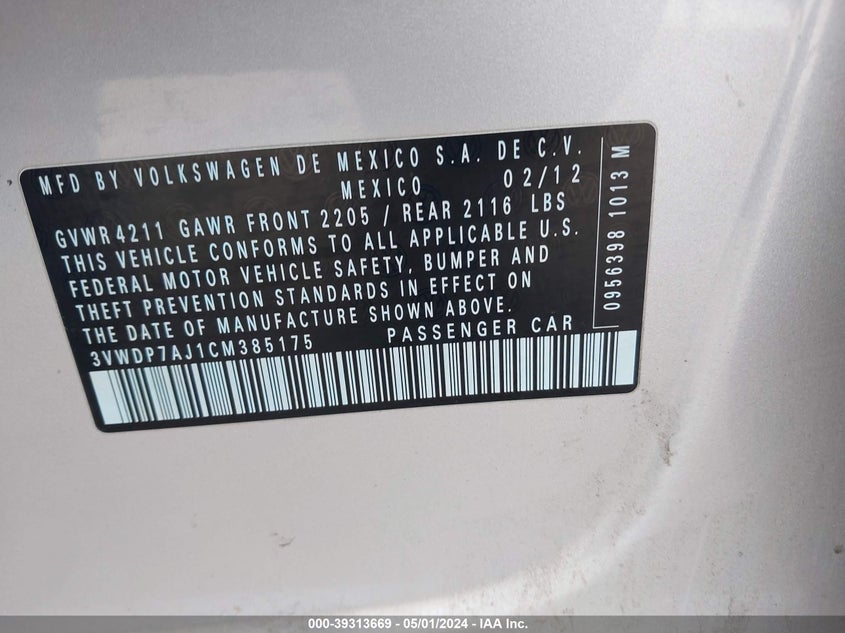 MFD BY VOLKSWAGEN DE MEXICO S.A. DE C.V.
MEXICO 02/12
GVWR 4211 GAWR FRONT 2205 / REAR 2116 LBS
THIS VEHICLE CONFORMS TO ALL APPLICABLE U.S.
FEDERAL MOTOR VEHICLE SAFETY, BUMPER AND
THEFT PREVENTION STANDARDS IN EFFECT ON
THE DATE OF MANUFACTURE SHOWN ABOVE.
3VWDP7AJ1CM385175 PASSENGER CAR
0956398 1013 M
000-39313669 - 05/01/2024 - IAA Inc.